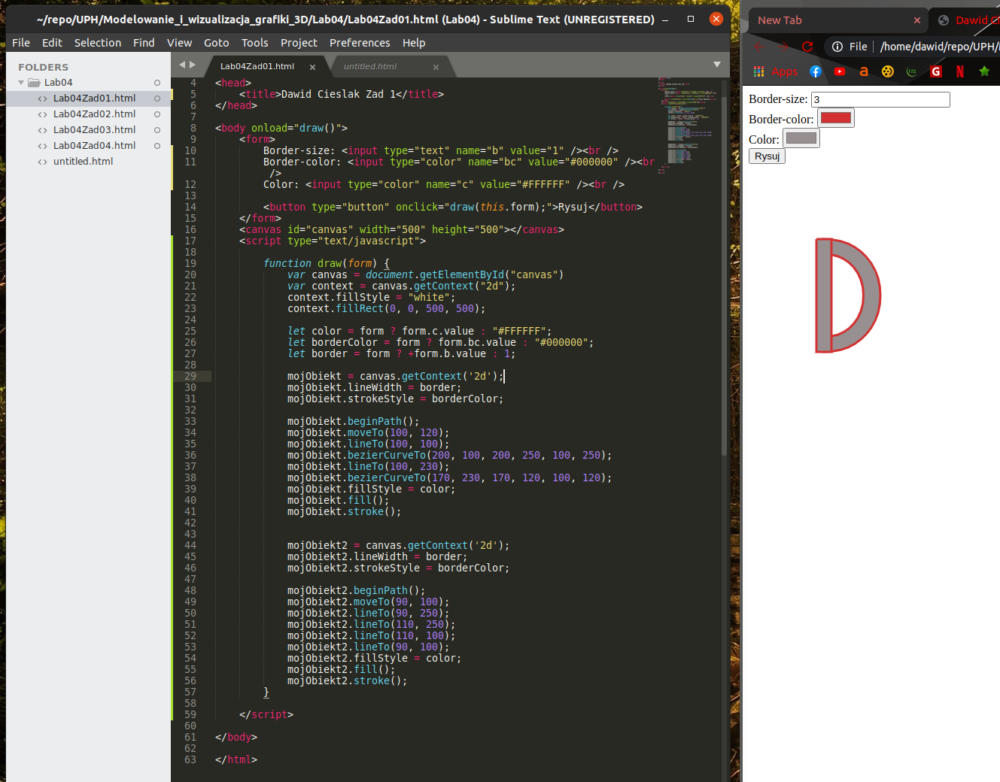 ~/repo/UPH/Modelowanie_i_wizualizacja_grafiki_3D/Lab04/Lab04Zad01.html (Lab04) - Sublime Text (UNREGISTERED)
File Edit Selection Find View Goto Tools Project Preferences Help
FOLDERS
Lab04
Lab04Zad01.html
Lab04Zad02.html
Lab04Zad03.html
Lab04Zad04.html
untitled.html
Lab04Zad01.html
untitled.html
4 <head>
5 <title>Dawid Cieslak Zad 1</title>
6 </head>
7
8 <body onload="draw()">
9 <form>
10 Border-size: <input type="text" name="b" value="1" /><br />
11 Border-color: <input type="color" name="bc" value="#000000" /><br
/>
12 Color: <input type="color" name="c" value="#FFFFFF" /><br />
13
14 <button type="button" onclick="draw(this.form);">Rysuj</button>
15 </form>
16 <canvas id="canvas" width="500" height="500"></canvas>
17 <script type="text/javascript">
18
19 function draw(form) {
20 var canvas = document.getElementById("canvas")
21 var context = canvas.getContext("2d");
22 context.fillStyle = "white";
23 context.fillRect(0, 0, 500, 500);
24
25 let color = form ? form.c.value : "#FFFFFF";
26 let borderColor = form ? form.bc.value : "#000000";
27 let border = form ? +form.b.value : 1;
28
29 mojObiekt = canvas.getContext('2d');
30 mojObiekt.lineWidth = border;
31 mojObiekt.strokeStyle = borderColor;
32
33 mojObiekt.beginPath();
34 mojObiekt.moveTo(100, 120);
35 mojObiekt.lineTo(100, 100);
36 mojObiekt.bezierCurveTo(200, 100, 200, 250, 100, 250);
37 mojObiekt.lineTo(100, 230);
38 mojObiekt.bezierCurveTo(170, 230, 170, 120, 100, 120);
39 mojObiekt.fillStyle = color;
40 mojObiekt.fill();
41 mojObiekt.stroke();
42
43
44 mojObiekt2 = canvas.getContext('2d');
45 mojObiekt2.lineWidth = border;
46 mojObiekt2.strokeStyle = borderColor;
47
48 mojObiekt2.beginPath();
49 mojObiekt2.moveTo(90, 100);
50 mojObiekt2.lineTo(90, 250);
51 mojObiekt2.lineTo(110, 250);
52 mojObiekt2.lineTo(110, 100);
53 mojObiekt2.lineTo(90, 100);
54 mojObiekt2.fillStyle = color;
55 mojObiekt2.fill();
56 mojObiekt2.stroke();
57 }
58
59 </script>
60
61 </body>
62
63 </html>
New Tab
Dawid C
File | /home/dawid/repo/UPH/
Apps
Border-size: 3
Border-color:
Color:
Rysuj
D